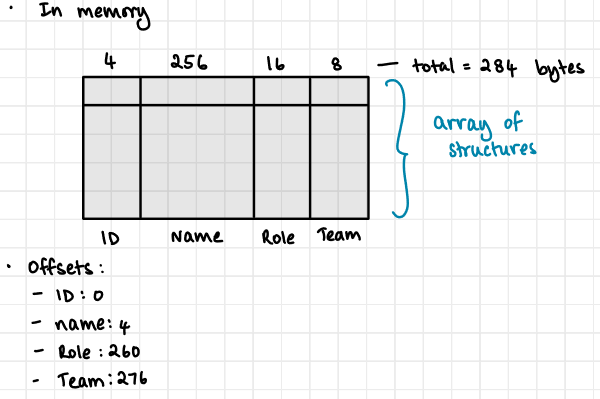 · In memory
4 256 16 8 — total = 284 bytes
array of
structures
ID Name Role Team
· Offsets:
- ID: 0
- name: 4
- Role: 260
- Team: 276